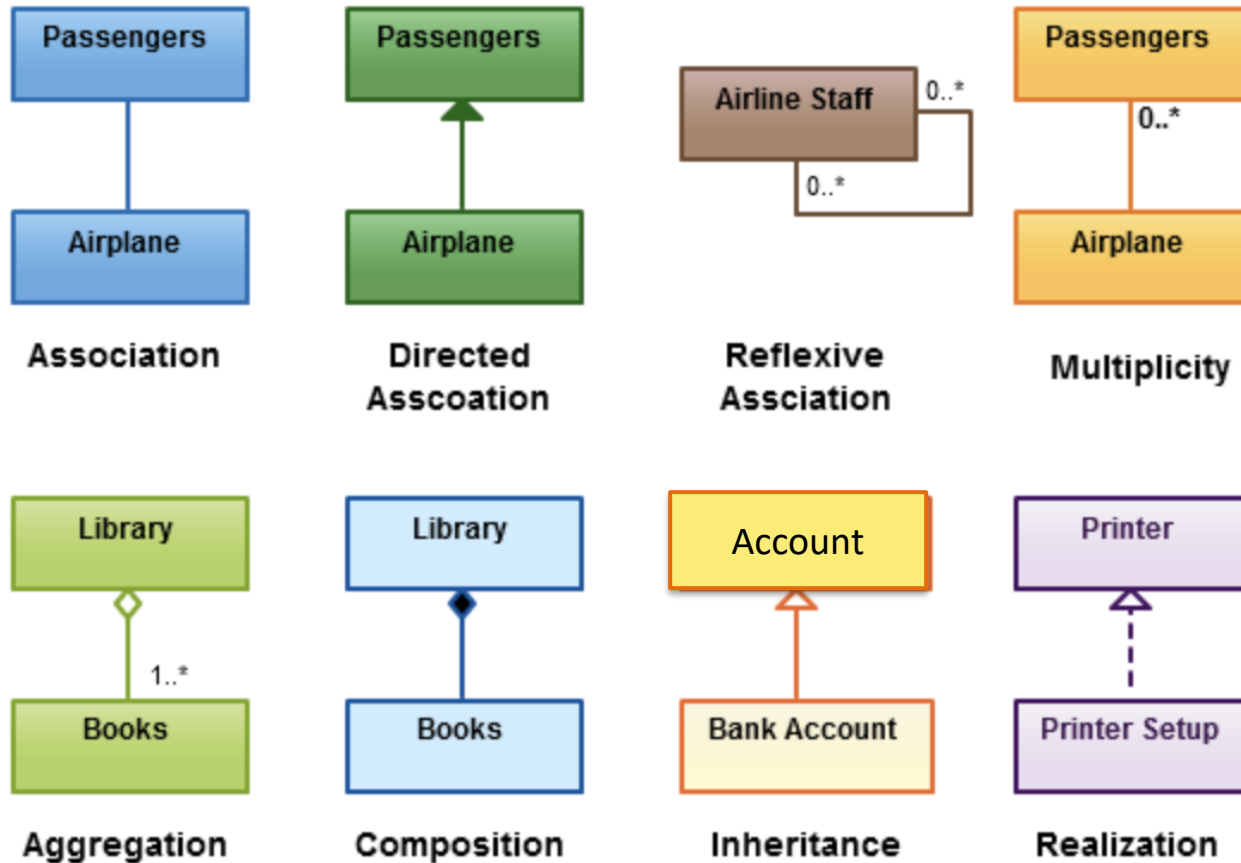 Passengers
Airplane
Association
Passengers
Airplane
Directed
Asscoation
Airline Staff
0..*
0..*
Reflexive
Assciation
Passengers
0..*
Airplane
Multiplicity
Library
1..*
Books
Aggregation
Library
Books
Composition
Account
Bank Account
Inheritance
Printer
Printer Setup
Realization